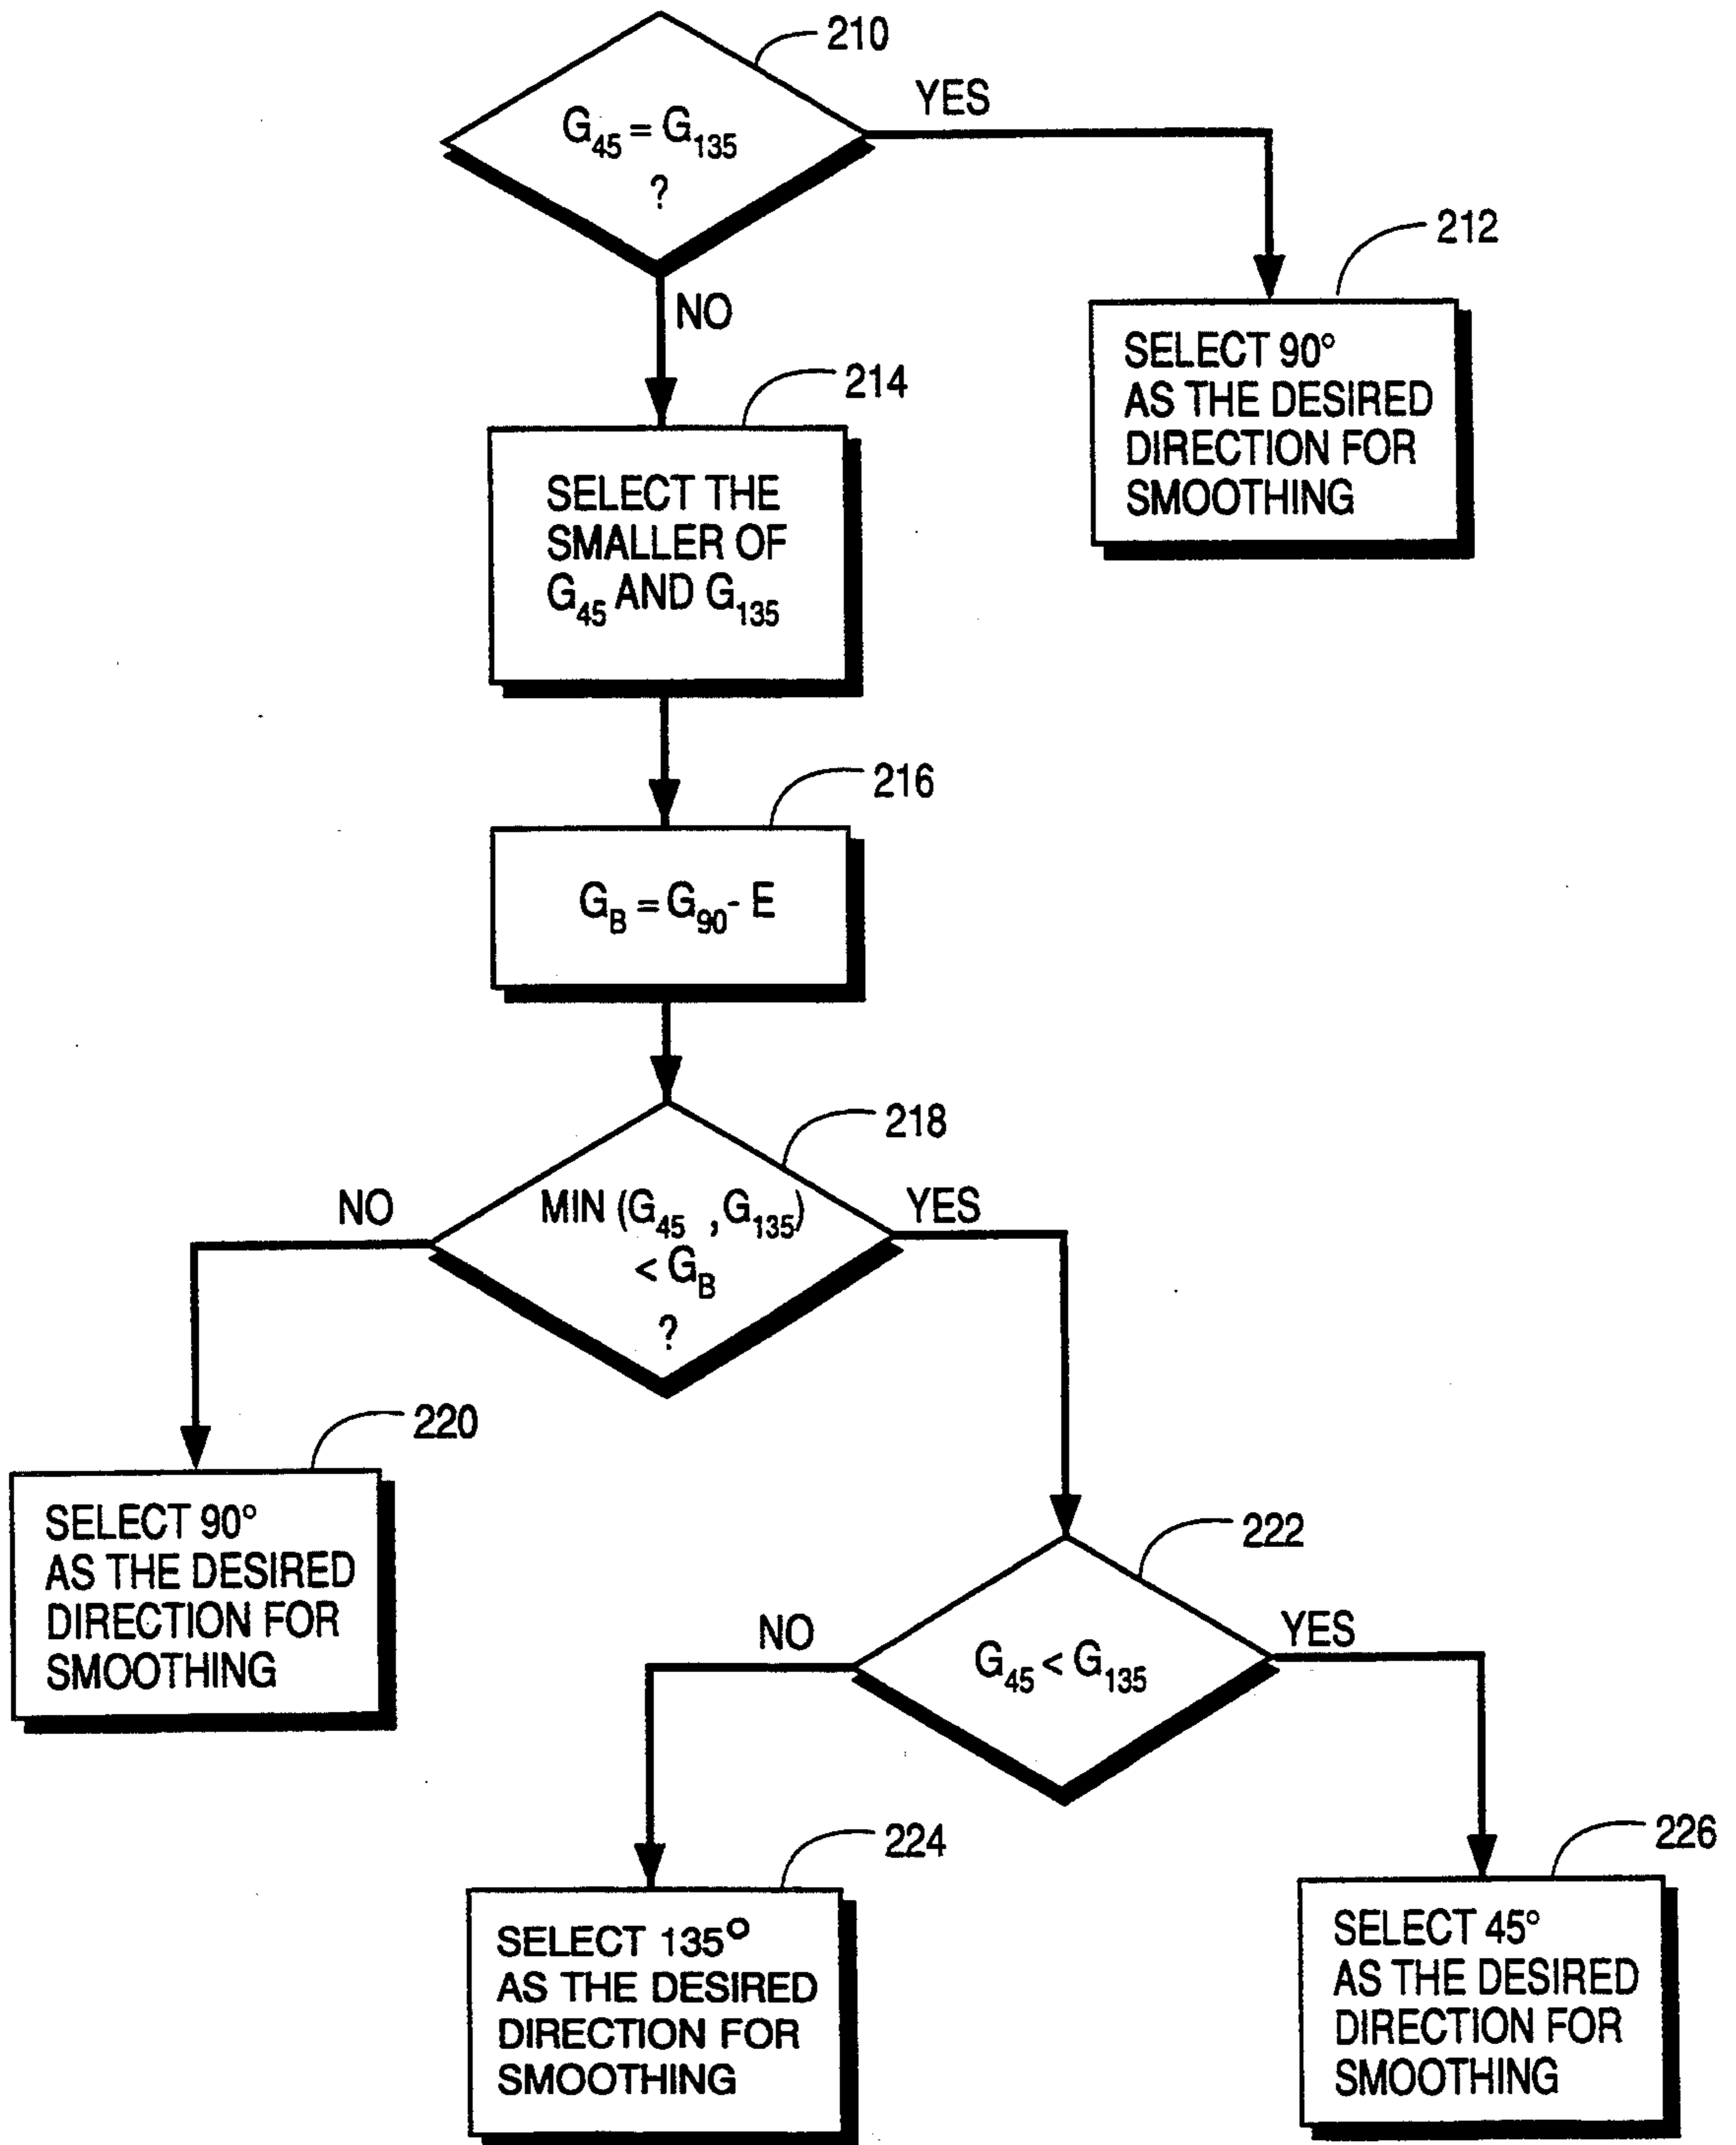 210
YES
G45 = G135
?
NO
212
SELECT 90°
AS THE DESIRED
DIRECTION FOR
SMOOTHING
214
SELECT THE
SMALLER OF
G45 AND G135
216
GB = G90 - E
218
NO
YES
MIN (G45 , G135)
< GB
?
220
SELECT 90°
AS THE DESIRED
DIRECTION FOR
SMOOTHING
222
NO
YES
G45 < G135
224
SELECT 135°
AS THE DESIRED
DIRECTION FOR
SMOOTHING
226
SELECT 45°
AS THE DESIRED
DIRECTION FOR
SMOOTHING